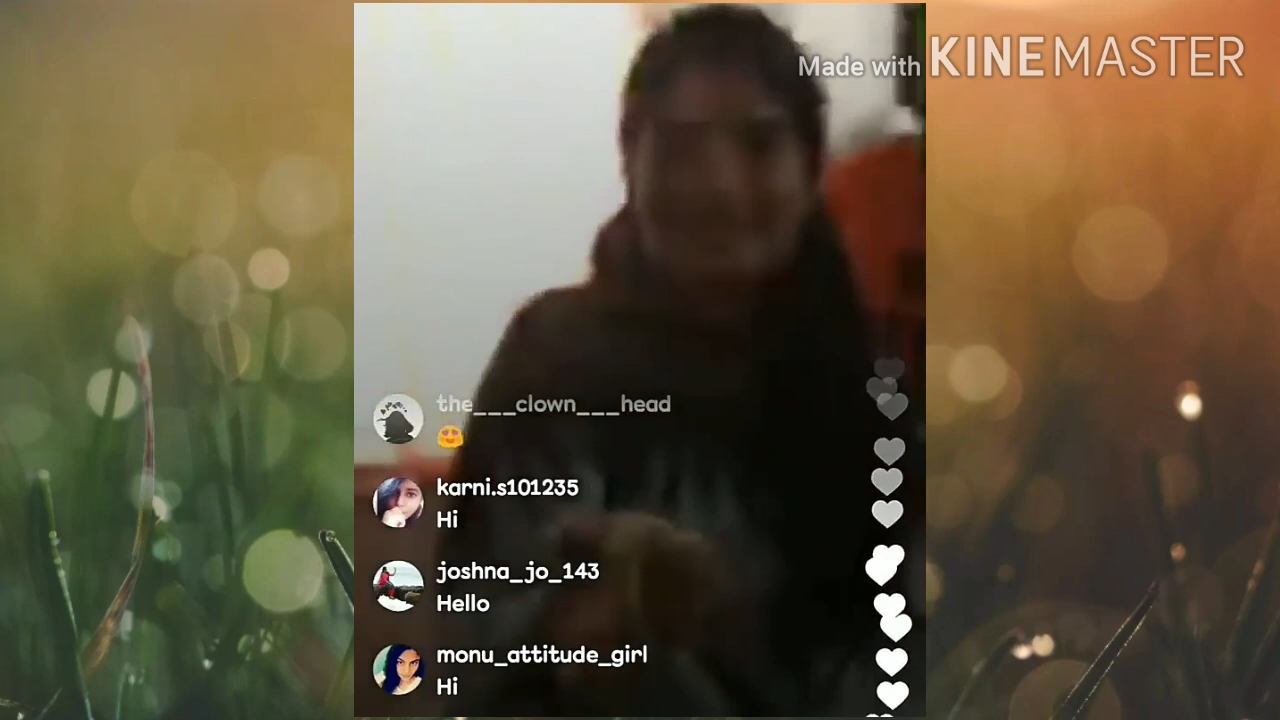 Made with KINEMASTER
the___clown___head
😍
karni.s101235
Hi
joshna_jo_143
Hello
monu_attitude_girl
Hi